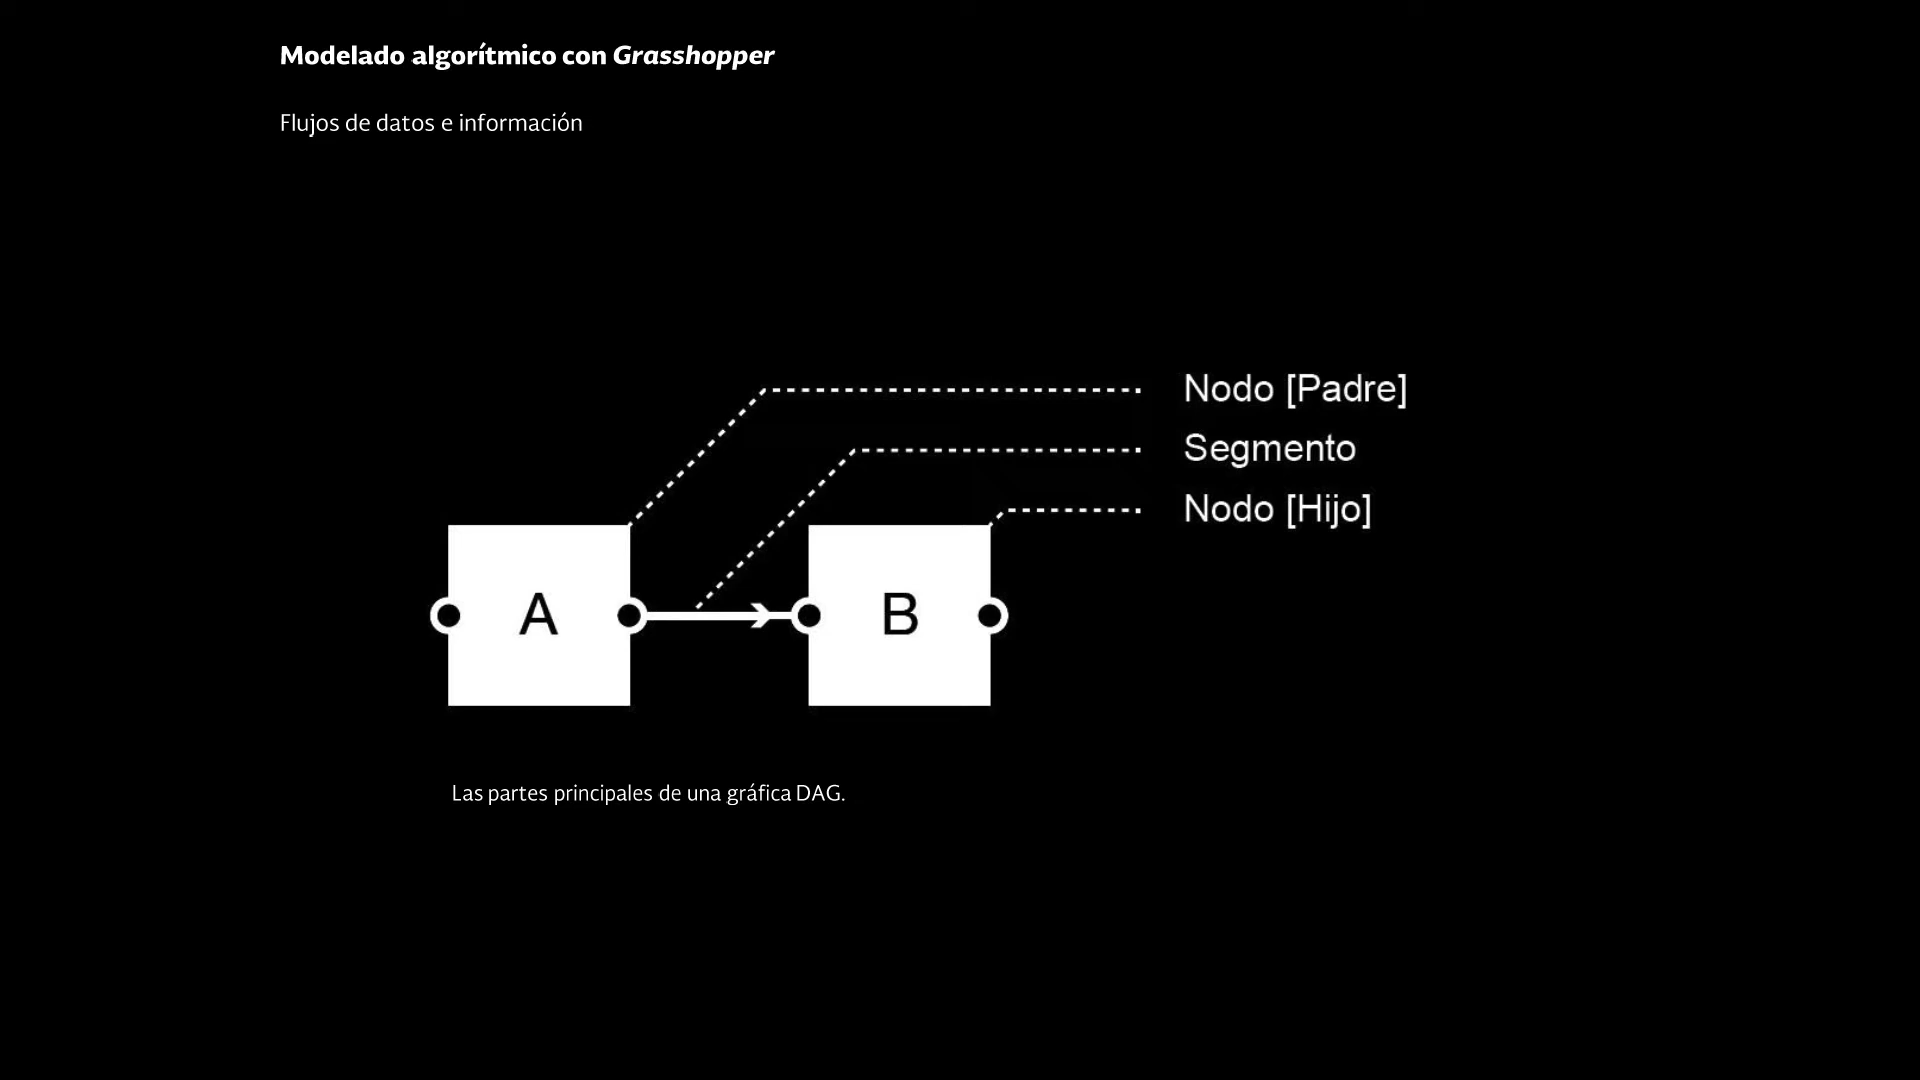 Modelado algorítmico con Grasshopper
Flujos de datos e información
Nodo [Padre]
Segmento
Nodo [Hijo]
A
B
Las partes principales de una gráfica DAG.